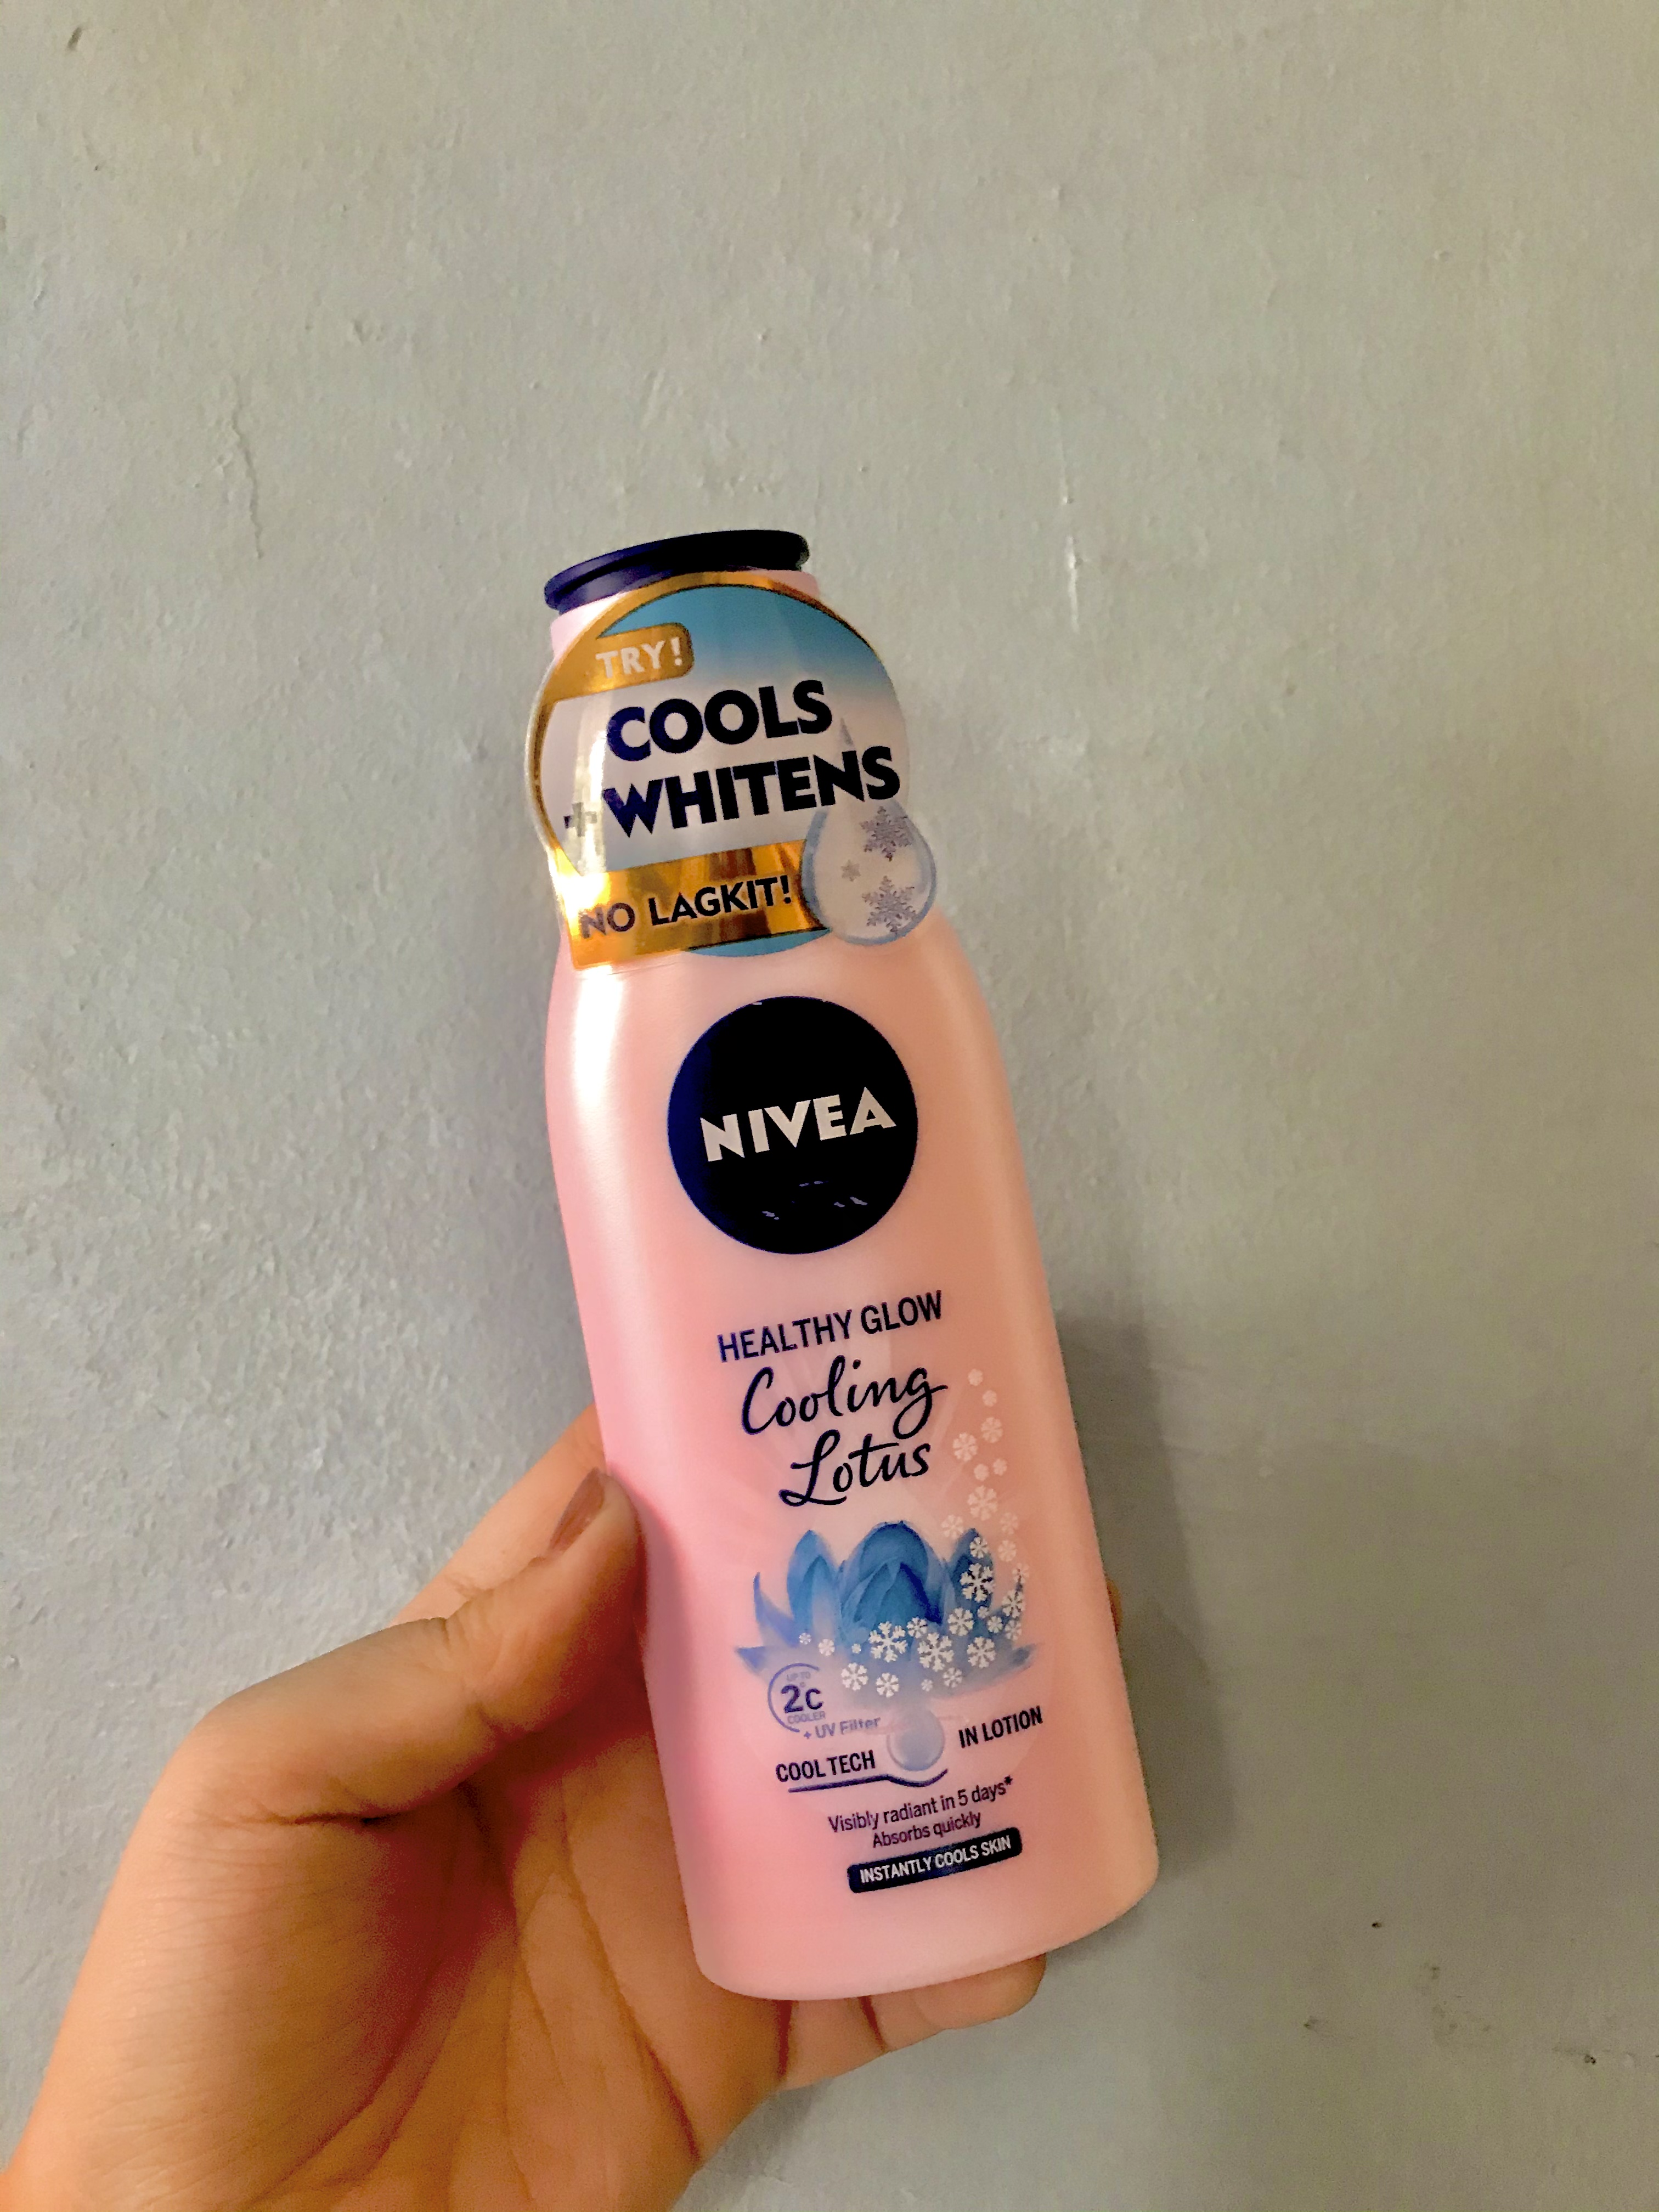 TRY!
COOLS
+ WHITENS
NO LAGKIT!
NIVEA
HEALTHY GLOW
Cooling
Lotus
UP TO
2°C
COOLER
+ UV Filter
COOL TECH IN LOTION
Visibly radiant in 5 days*
Absorbs quickly
INSTANTLY COOLS SKIN